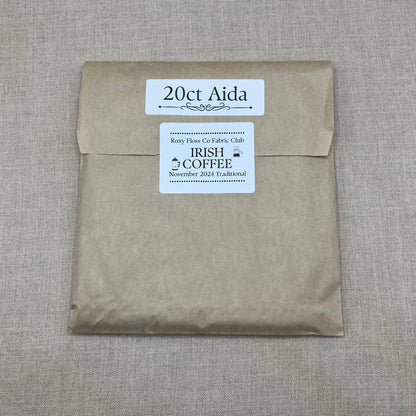 20ct Aida
Roxy Floss Co Fabric Club
IRISH
COFFEE
November 2024 Traditional